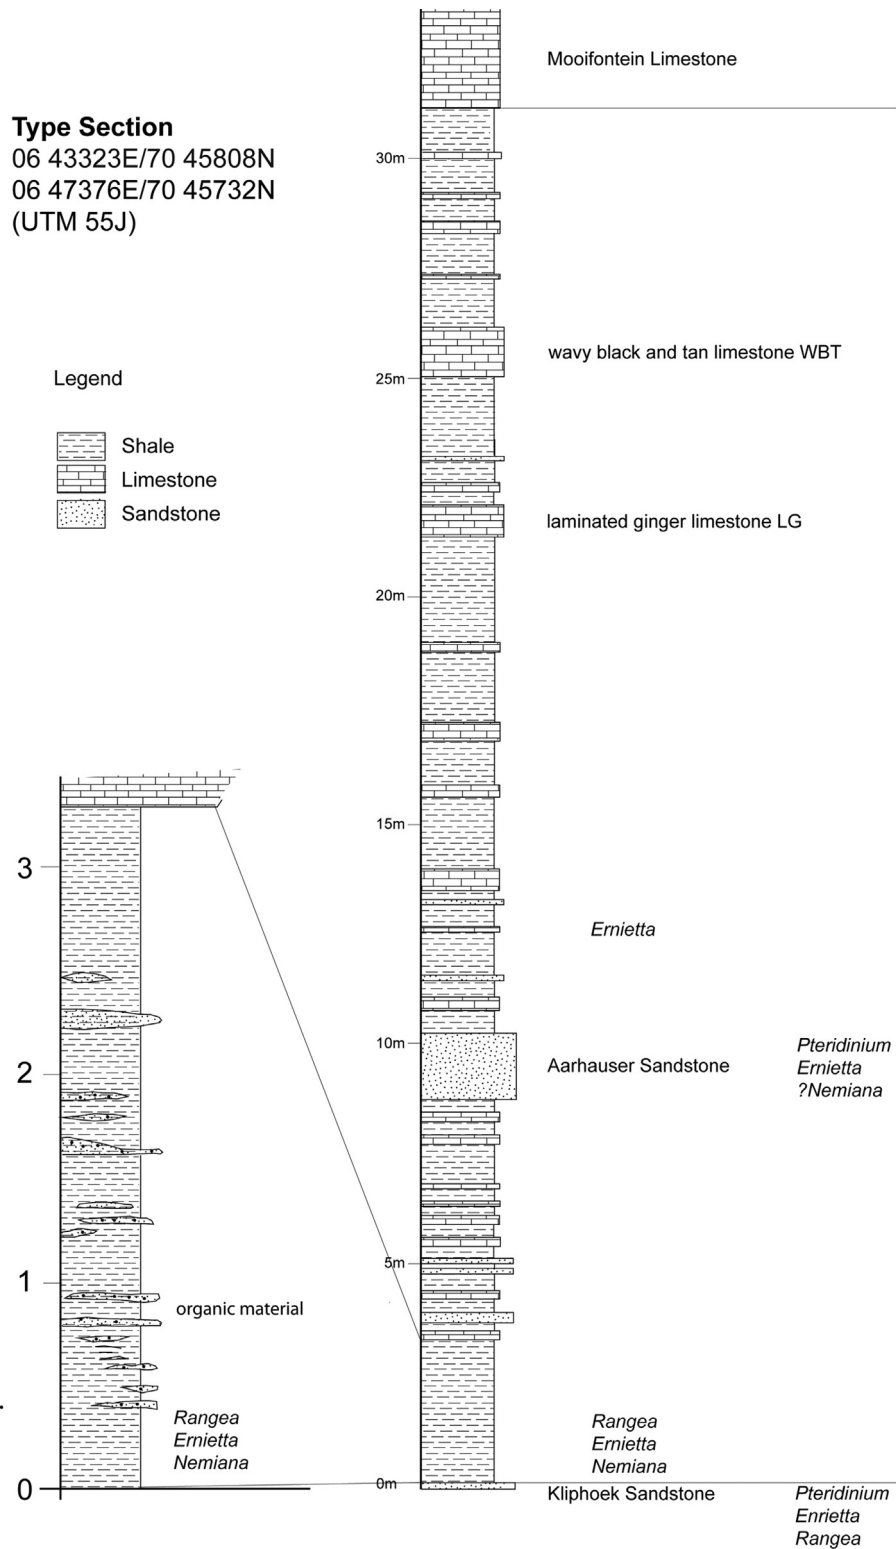 Mooifontein Limestone
Type Section
06 43323E/70 45808N
06 47376E/70 45732N
(UTM 55J)
30m
wavy black and tan limestone WBT
25m
Legend
Shale
Limestone
Sandstone
laminated ginger limestone LG
20m
15m
3
Ernietta
10m
Aarhauser Sandstone
Pteridinium
Ernietta
?Nemiana
2
5m
1
organic material
Rangea
Ernietta
Nemiana
Rangea
Ernietta
Nemiana
0
0m
Kliphoek Sandstone
Pteridinium
Enrietta
Rangea